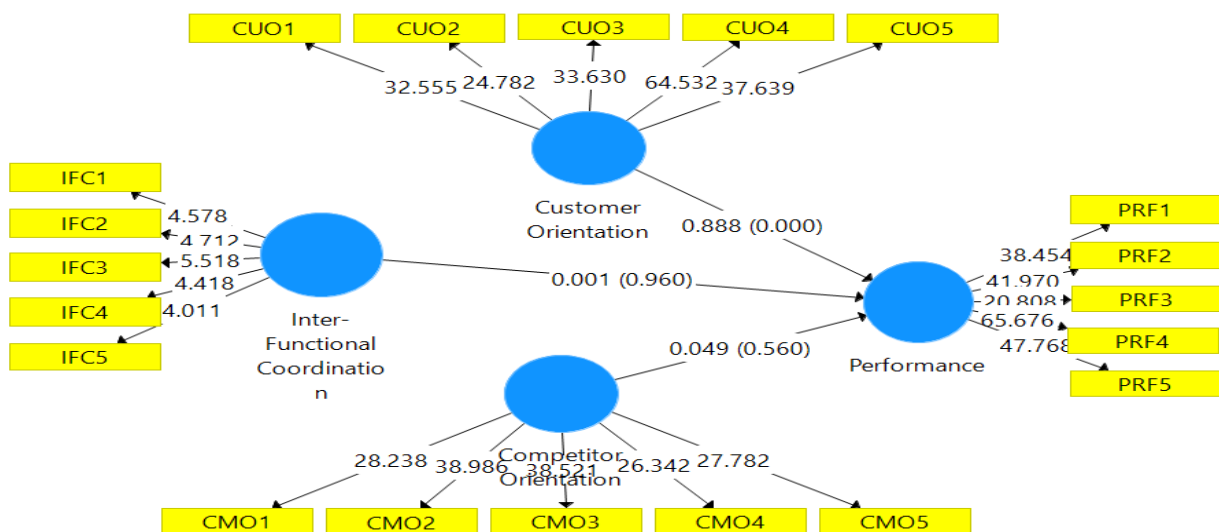 CUO1 CUO2 CUO3 CUO4 CUO5
32.555 24.782 33.630 64.532 37.639
Customer
Orientation
IFC1
IFC2
IFC3
IFC4
IFC5
4.578
4.712
5.518
4.418
4.011
Inter-
Functional
Coordinatio
n
0.888 (0.000)
0.001 (0.960)
0.049 (0.560)
Performance
38.454
41.970
20.808
65.676
47.768
PRF1
PRF2
PRF3
PRF4
PRF5
Competitor
Orientation
28.238 38.986 38.521 26.342 27.782
CMO1 CMO2 CMO3 CMO4 CMO5